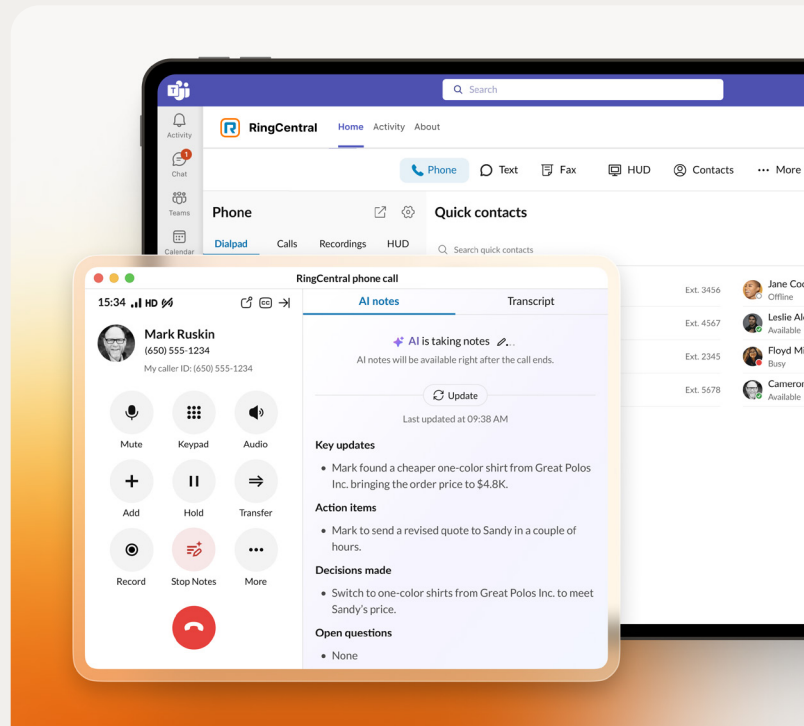 Search
RingCentral Home Activity About
Activity
Phone Text Fax HUD Contacts More
1
Chat
Teams
Phone
Quick contacts
Dialpad Calls Recordings HUD
Calendar
Search quick contacts
RingCentral phone call
15:34 HD
AI notes Transcript
Mark Ruskin
(650) 555-1234
My caller ID: (650) 555-1234
Mute Keypad Audio
Add Hold Transfer
Record Stop Notes More
AI is taking notes
AI notes will be available right after the call ends.
Update
Last updated at 09:38 AM
Key updates
• Mark found a cheaper one-color shirt from Great Polos
Inc. bringing the order price to $4.8K.
Action items
• Mark to send a revised quote to Sandy in a couple of
hours.
Decisions made
• Switch to one-color shirts from Great Polos Inc. to meet
Sandy's price.
Open questions
• None
Ext. 3456
Jane
Offline
Ext. 4567
Leslie
Available
Ext. 2345
Floyd
Busy
Ext. 5678
Available